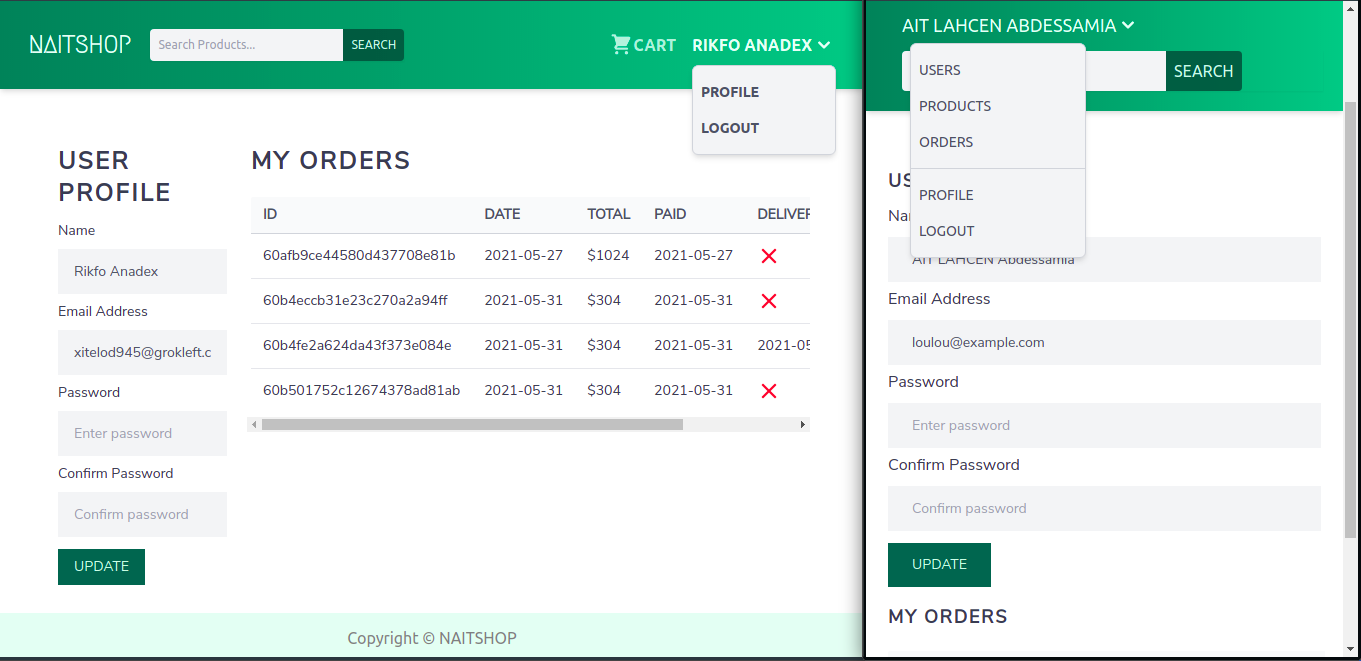 NAITSHOP
Search Products...
SEARCH
CART
RIKFO ANADEX
PROFILE
LOGOUT
USER
PROFILE
Name
Rikfo Anadex
Email Address
xitelod945@grokleft.c
Password
Enter password
Confirm Password
Confirm password
UPDATE
MY ORDERS
ID DATE TOTAL PAID DELIVER
60afb9ce44580d437708e81b 2021-05-27 $1024 2021-05-27
60b4eccb31e23c270a2a94ff 2021-05-31 $304 2021-05-31
60b4fe2a624da43f373e084e 2021-05-31 $304 2021-05-31 2021-05
60b501752c12674378ad81ab 2021-05-31 $304 2021-05-31
Copyright © NAITSHOP
AIT LAHCEN ABDESSAMIA
SEARCH
USERS
PRODUCTS
ORDERS
PROFILE
LOGOUT
AIT LAHCEN Abdessamia
Email Address
loulou@example.com
Password
Enter password
Confirm Password
Confirm password
UPDATE
MY ORDERS